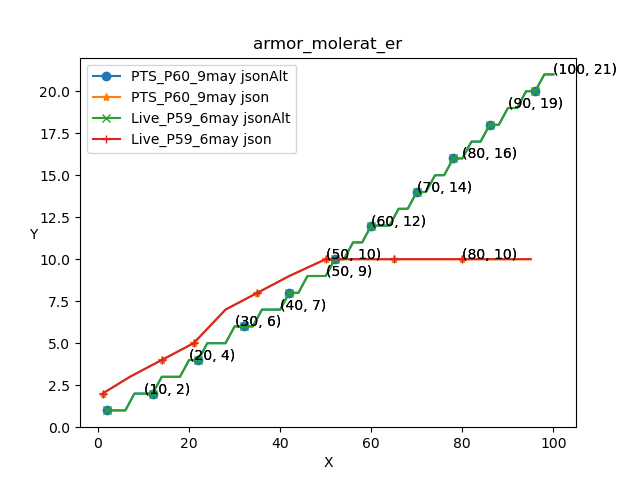 armor_molerat_er
PTS_P60_9may jsonAlt
PTS_P60_9may json
Live_P59_6may jsonAlt
Live_P59_6may json
(100, 21)
(90, 19)
(80, 16)
(70, 14)
(60, 12)
(50, 10)
(80, 10)
(50, 9)
(40, 7)
(30, 6)
(20, 4)
(10, 2)
20.0
17.5
15.0
12.5
10.0
7.5
5.0
2.5
0.0
Y
0 20 40 60 80 100
X